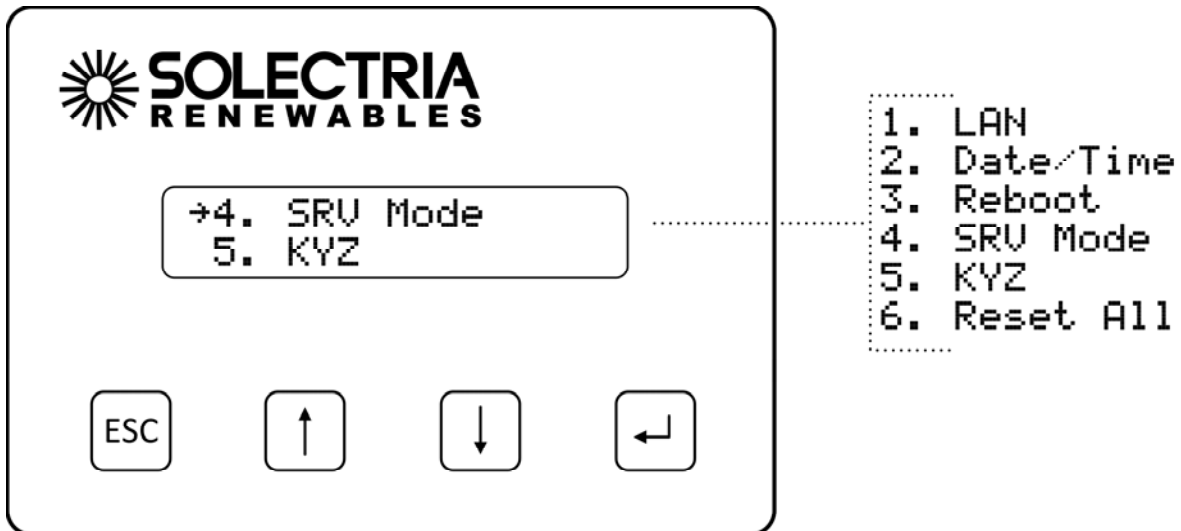 SOLECTRIA
RENEWABLES
→4. SRV Mode
5. KYZ
ESC
↑
↓
↵
1. LAN
2. Date/Time
3. Reboot
4. SRV Mode
5. KYZ
6. Reset All